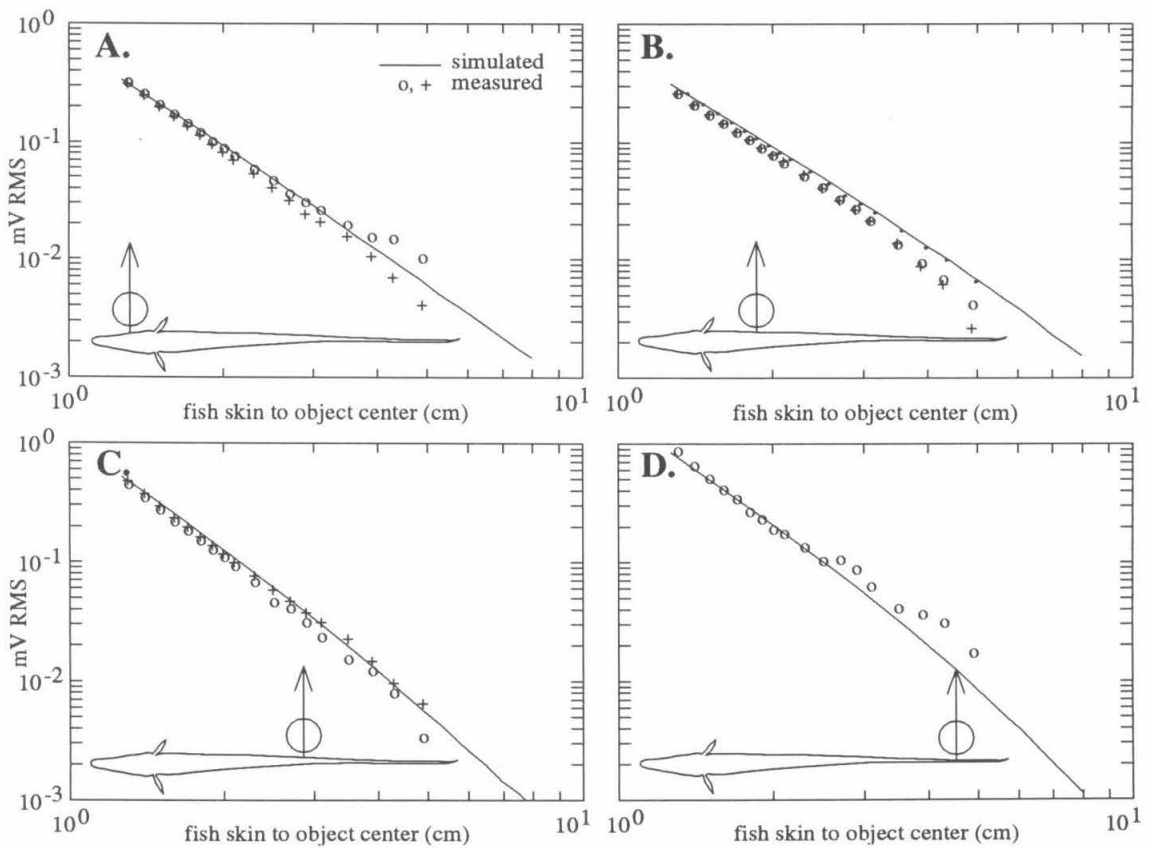 A.
B.
simulated
o, + measured
10^0
10^-1
10^-2
10^-3
mV RMS
10^0
10^1
10^0
10^1
fish skin to object center (cm)
fish skin to object center (cm)
C.
D.
10^0
10^-1
10^-2
10^-3
mV RMS
10^0
10^1
10^0
10^1
fish skin to object center (cm)
fish skin to object center (cm)